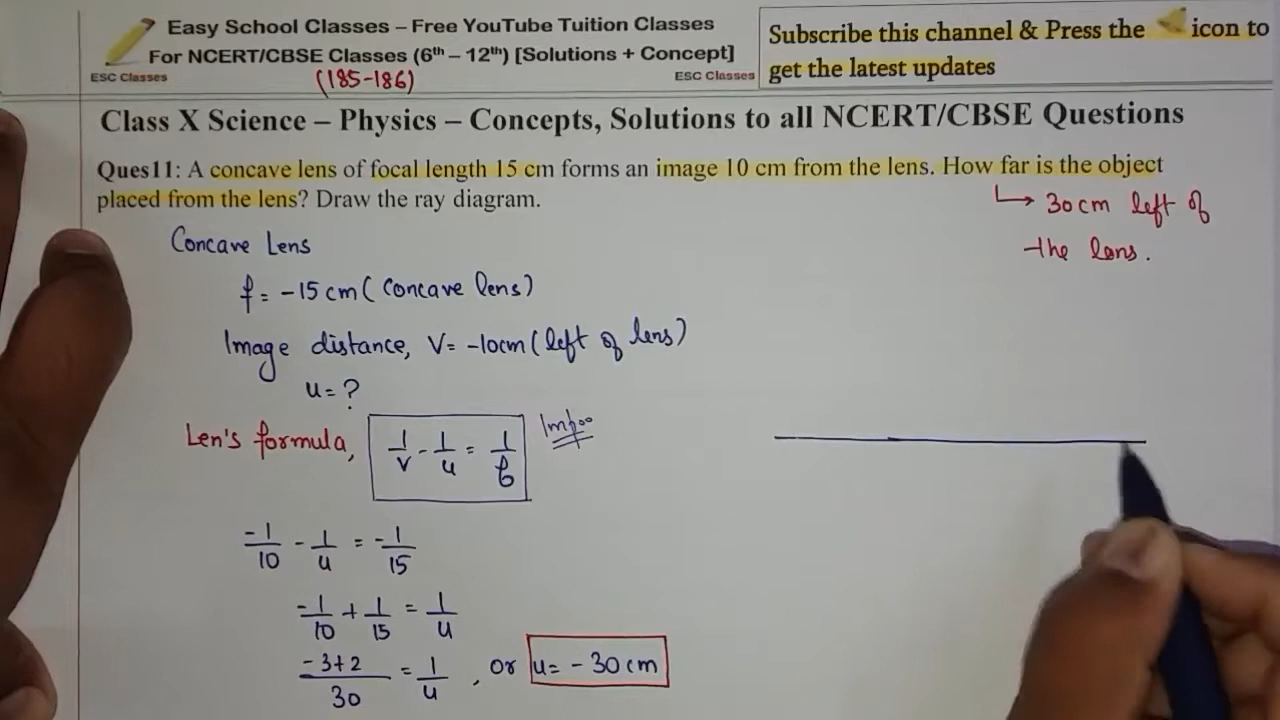 Easy School Classes – Free YouTube Tuition Classes
For NCERT/CBSE Classes (6th – 12th) [Solutions + Concept]
ESC Classes
(185-186)
ESC Classes
Subscribe this channel & Press the icon to
get the latest updates
Class X Science – Physics – Concepts, Solutions to all NCERT/CBSE Questions
Ques11: A concave lens of focal length 15 cm forms an image 10 cm from the lens. How far is the object
placed from the lens? Draw the ray diagram.
↳ 30cm left of
the lens.
Concave Lens
f = -15 cm (Concave lens)
Image distance, v = -10cm (left of lens)
u = ?
Len's formula, 1/v - 1/u = 1/f
-1/10 - 1/u = -1/15
-1/10 + 1/15 = 1/u
-3+2/30 = 1/u, or u = -30 cm